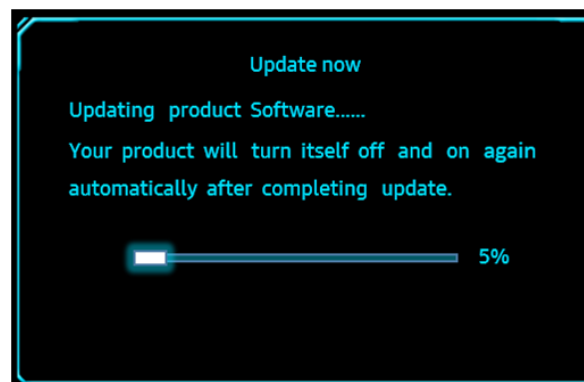 Update now
Updating product Software......
Your product will turn itself off and on again
automatically after completing update.
5%